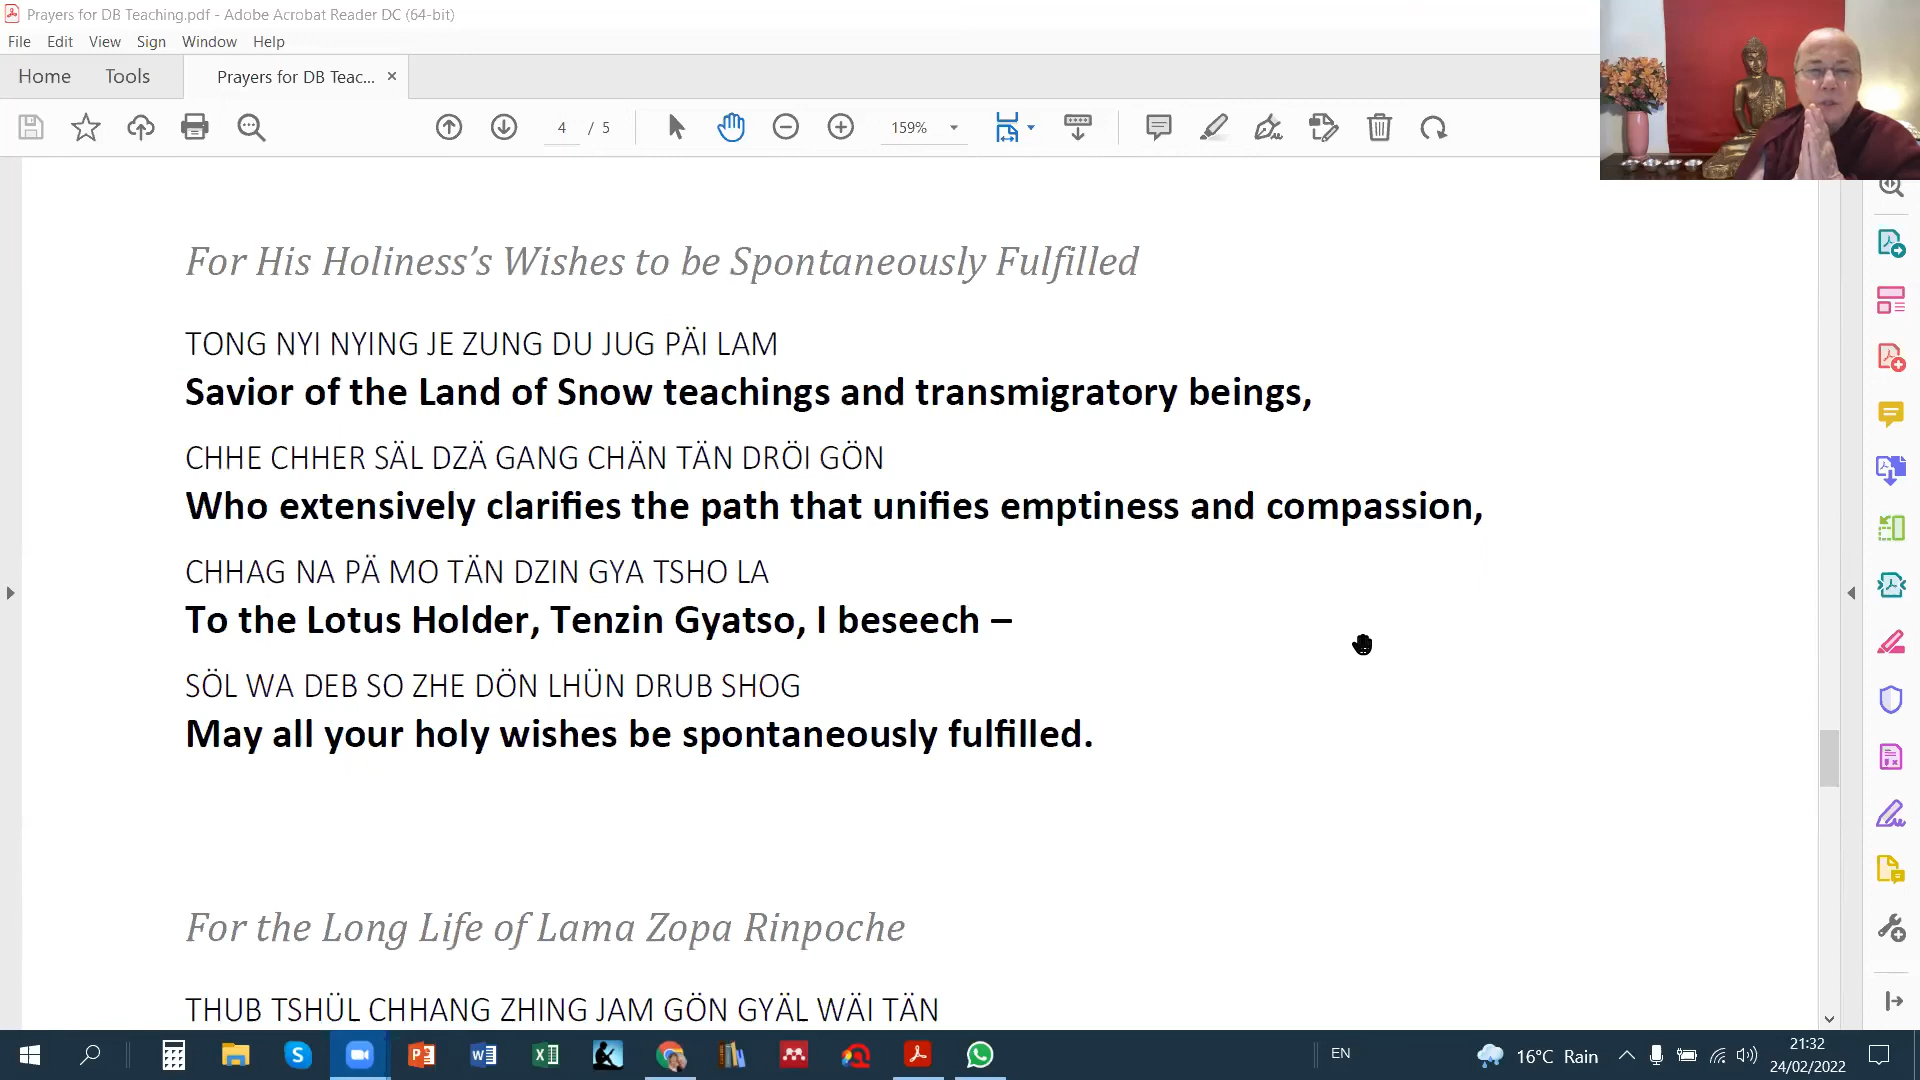 Prayers for DB Teaching.pdf - Adobe Acrobat Reader DC (64-bit)
File Edit View Sign Window Help
Home Tools Prayers for DB Teac... ×
4 / 5 159%
For His Holiness’s Wishes to be Spontaneously Fulfilled
TONG NYI NYING JE ZUNG DU JUG PÄI LAM
Savior of the Land of Snow teachings and transmigratory beings,
CHHE CHHER SÄL DZÄ GANG CHÄN TÄN DRÖI GÖN
Who extensively clarifies the path that unifies emptiness and compassion,
CHHAG NA PÄ MO TÄN DZIN GYA TSHO LA
To the Lotus Holder, Tenzin Gyatso, I beseech –
SÖL WA DEB SO ZHE DÖN LHÜN DRUB SHOG
May all your holy wishes be spontaneously fulfilled.
For the Long Life of Lama Zopa Rinpoche
THUB TSHÜL CHHANG ZHING JAM GÖN GYÄL WÄI TÄN
EN 16°C Rain 21:32
24/02/2022